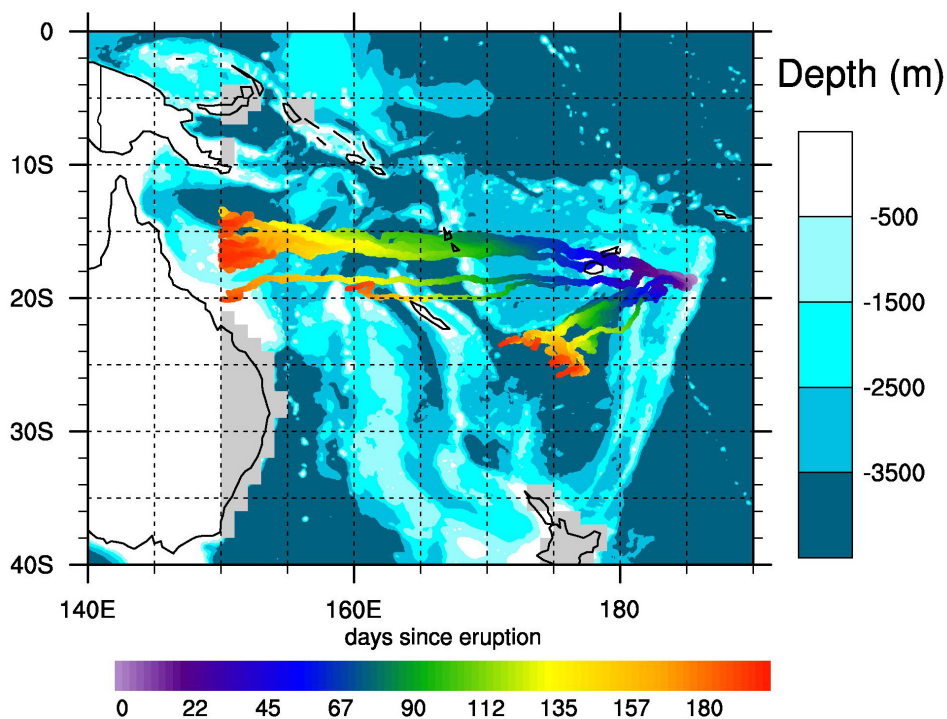 0
10S
20S
30S
40S
140E 160E 180
Depth (m)
-500
-1500
-2500
-3500
days since eruption
0 22 45 67 90 112 135 157 180